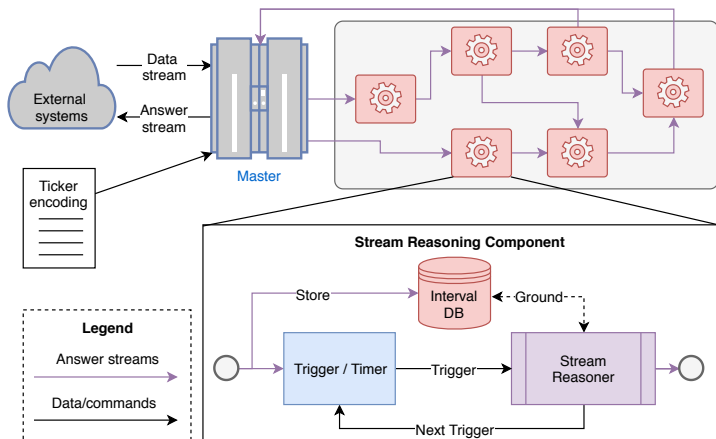 Data
stream
External
systems
Answer
stream
Master
Ticker
encoding
Stream Reasoning Component
Store
Interval
DB
Ground
Legend
Answer streams
Data/commands
Trigger / Timer
Trigger
Stream
Reasoner
Next Trigger